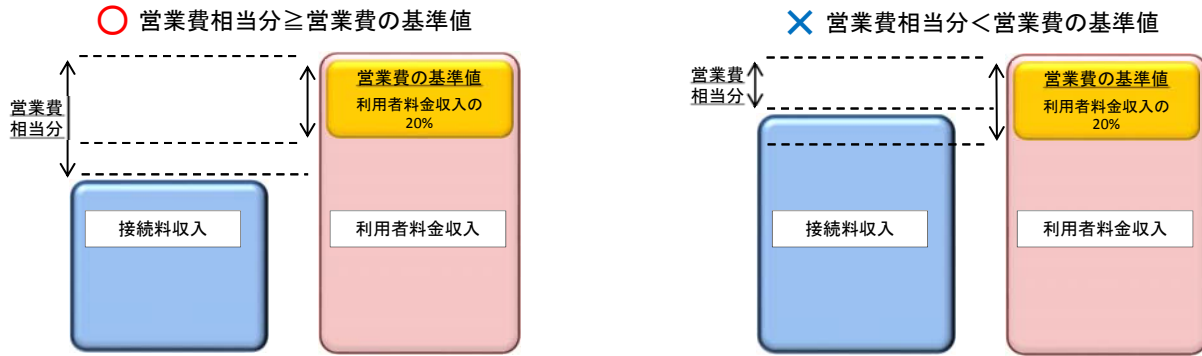 ○ 営業費相当分≧営業費の基準値
営業費
相当分
営業費の基準値
利用者料金収入の
20%
接続料収入
利用者料金収入
× 営業費相当分<営業費の基準値
営業費
相当分
営業費の基準値
利用者料金収入の
20%
接続料収入
利用者料金収入